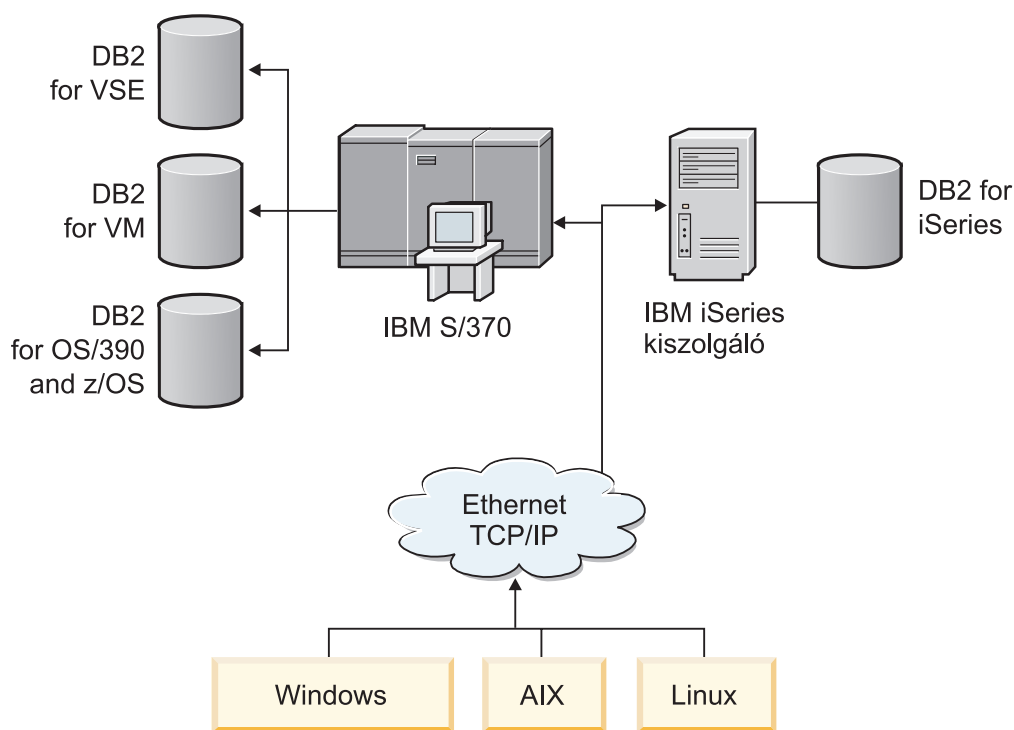 DB2
for VSE
DB2
for VM
DB2
for OS/390
and z/OS
IBM S/370
IBM iSeries
kiszolgáló
DB2 for
iSeries
Ethernet
TCP/IP
Windows
AIX
Linux